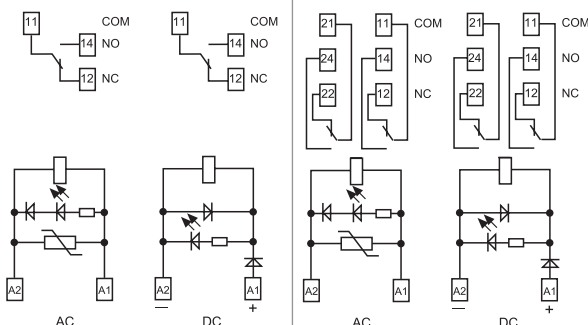 11 COM 11 COM 21 11 COM 21 11 COM
14 NO 14 NO 24 14 NO 24 14 NO
12 NC 12 NC 22 12 NC 22 12 NC
A2 A1 A2 A1 A2 A1 A2 A1
— + — +
AC DC AC DC